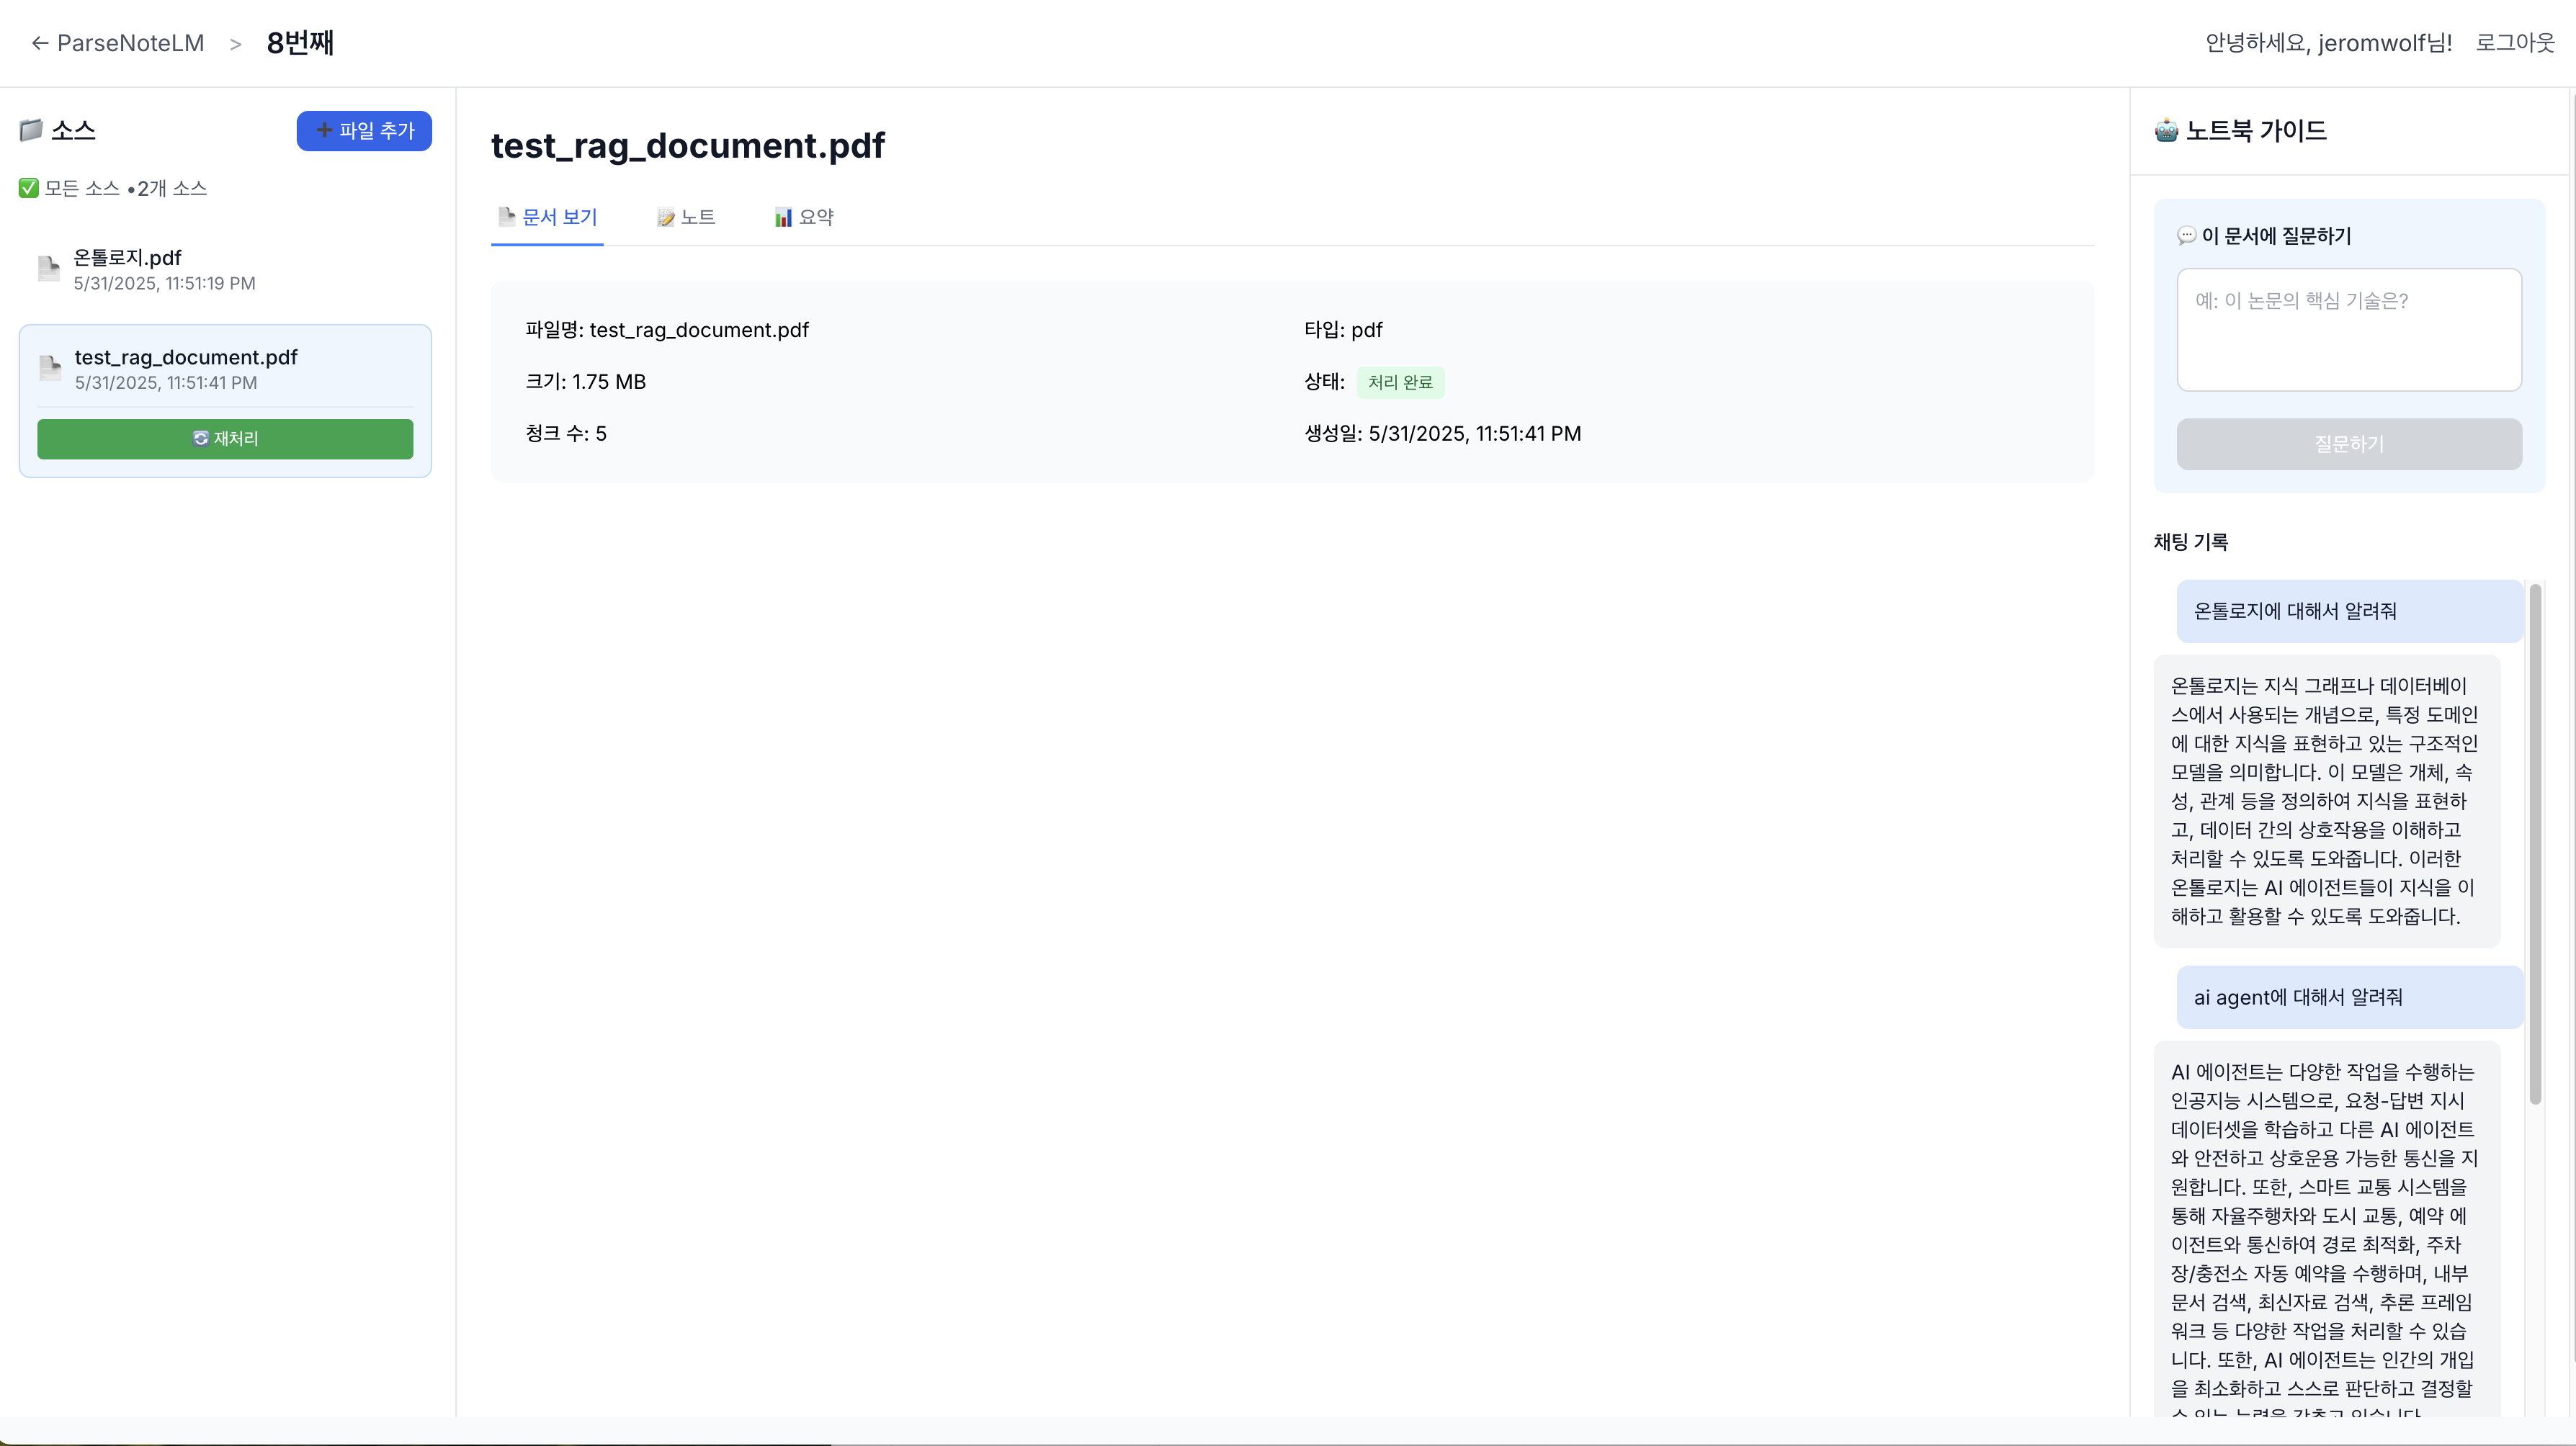 ← ParseNoteLM > 8번째
안녕하세요, jeromwolf님! 로그아웃
소스
파일 추가
모든 소스 •2개 소스
온톨로지.pdf
5/31/2025, 11:51:19 PM
test_rag_document.pdf
5/31/2025, 11:51:41 PM
재처리
test_rag_document.pdf
문서 보기 노트 요약
파일명: test_rag_document.pdf
타입: pdf
크기: 1.75 MB
상태: 처리 완료
청크 수: 5
생성일: 5/31/2025, 11:51:41 PM
노트북 가이드
이 문서에 질문하기
예: 이 논문의 핵심 기술은?
질문하기
채팅 기록
온톨로지에 대해서 알려줘
온톨로지는 지식 그래프나 데이터베이
스에서 사용되는 개념으로, 특정 도메인
에 대한 지식을 표현하고 있는 구조적인
모델을 의미합니다. 이 모델은 개체, 속
성, 관계 등을 정의하여 지식을 표현하
고, 데이터 간의 상호작용을 이해하고
처리할 수 있도록 도와줍니다. 이러한
온톨로지는 AI 에이전트들이 지식을 이
해하고 활용할 수 있도록 도와줍니다.
ai agent에 대해서 알려줘
AI 에이전트는 다양한 작업을 수행하는
인공지능 시스템으로, 요청-답변 지시
데이터셋을 학습하고 다른 AI 에이전트
와 안전하고 상호운용 가능한 통신을 지
원합니다. 또한, 스마트 교통 시스템을
통해 자율주행차와 도시 교통, 예약 에
이전트와 통신하여 경로 최적화, 주차
장/충전소 자동 예약을 수행하며, 내부
문서 검색, 최신자료 검색, 추론 프레임
워크 등 다양한 작업을 처리할 수 있습
니다. 또한, AI 에이전트는 인간의 개입
을 최소화하고 스스로 판단하고 결정할
수 있는 능력을 갖추고 있습니다